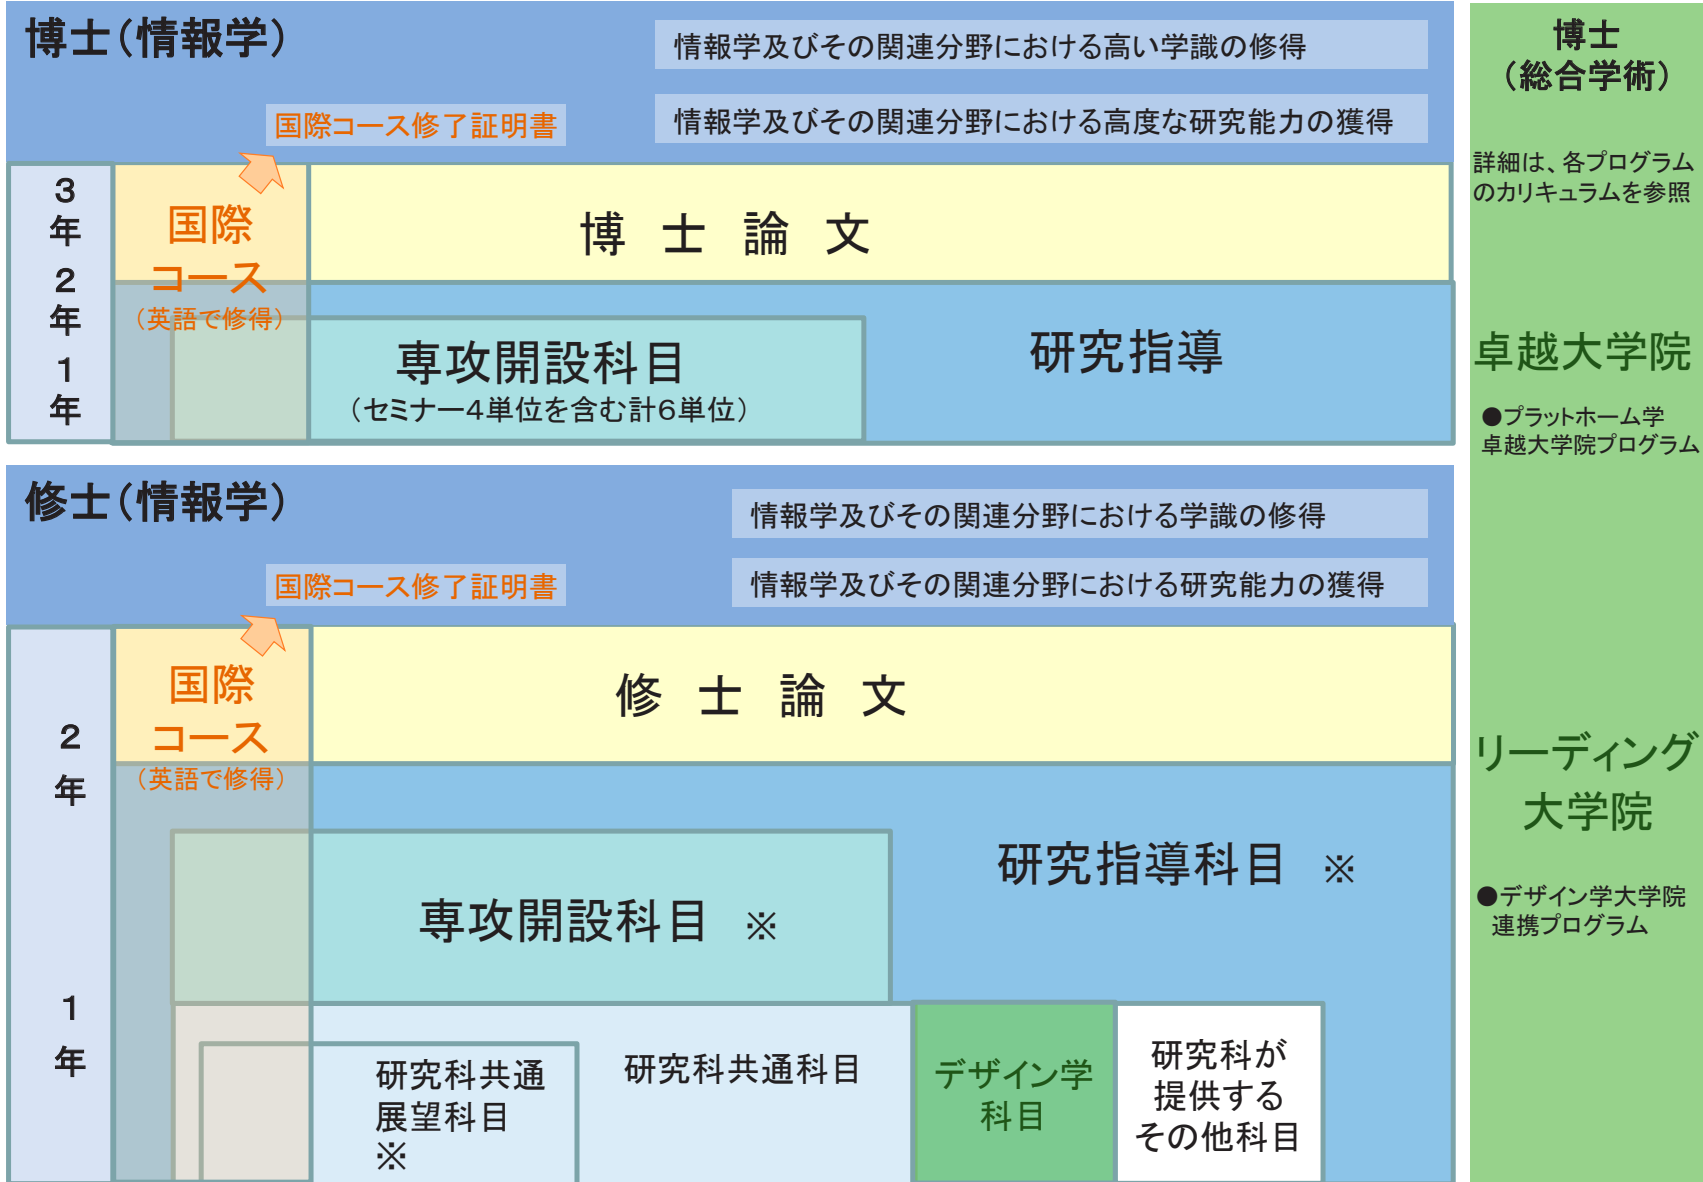 博士（情報学）
情報学及びその関連分野における高い学識の修得
国際コース修了証明書
情報学及びその関連分野における高度な研究能力の獲得
3
年
2
年
1
年
国際
コース
（英語で修得）
博 士 論 文
専攻開設科目
（セミナー4単位を含む計6単位）
研究指導
修士（情報学）
情報学及びその関連分野における学識の修得
国際コース修了証明書
情報学及びその関連分野における研究能力の獲得
2
年
1
年
国際
コース
（英語で修得）
修 士 論 文
研究指導科目 ※
専攻開設科目 ※
研究科共通
展望科目
※
研究科共通科目
デザイン学
科目
研究科が
提供する
その他科目
博士
（総合学術）
詳細は、各プログラム
のカリキュラムを参照
卓越大学院
●プラットホーム学
卓越大学院プログラム
リーディング
大学院
●デザイン学大学院
連携プログラム